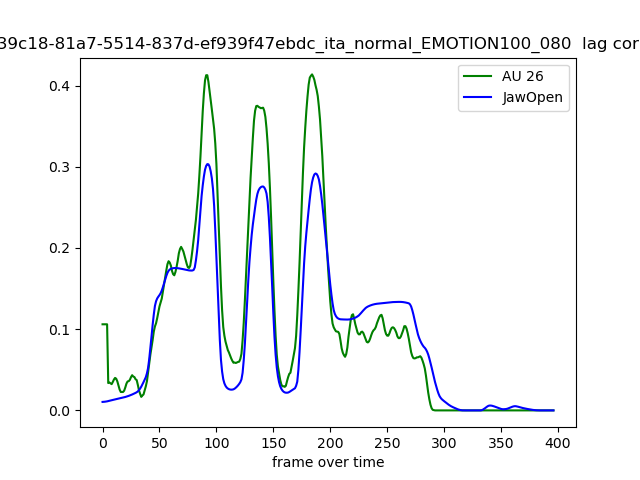 39c18-81a7-5514-837d-ef939f47ebdc_ita_normal_EMOTION100_080 lag cor
AU 26
JawOpen
0.4
0.3
0.2
0.1
0.0
0 50 100 150 200 250 300 350 400
frame over time